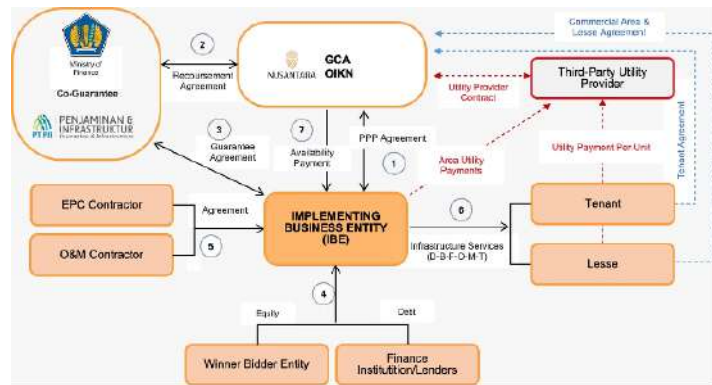 Ministry of
Finance
Co-Guarantee
PT PII
PENJAMINAN &
INFRASTRUKTUR
2
Recoursement
Agreement
NUSANTARA
GCA
OIKN
Commercial Area &
Lesse Agreement
Utility Provider
Contract
Third-Party Utility
Provider
3
Guarantee
Agreement
7
Availability
Payment
PPP Agreement
1
Area Utility
Payments
Utility Payment Per Unit
Tenant Agreement
EPC Contractor
O&M Contractor
Agreement
5
IMPLEMENTING
BUSINESS ENTITY
(IBE)
6
Infrastructure Services
(D-B-F-O-M-T)
Tenant
Lesse
4
Equity
Debt
Winner Bidder Entity
Finance
Institutition/Lenders